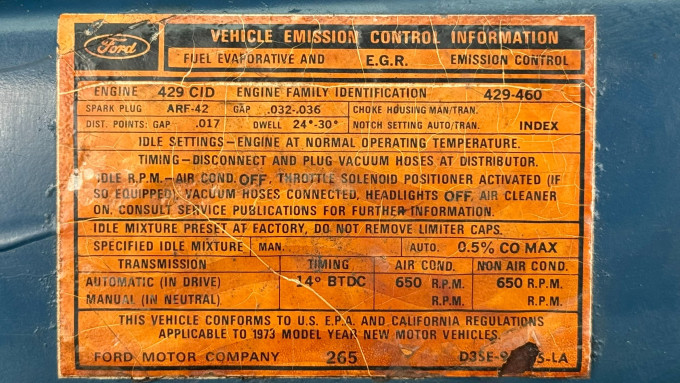 Ford
VEHICLE EMISSION CONTROL INFORMATION
FUEL EVAPORATIVE AND E.G.R. EMISSION CONTROL
ENGINE 429 CID ENGINE FAMILY IDENTIFICATION 429-460
SPARK PLUG ARF-42 GAP .032-.036 CHOKE HOUSING MAN/TRAN.
DIST. POINTS: GAP .017 DWELL 24°-30° NOTCH SETTING AUTO/TRAN. INDEX
IDLE SETTINGS-ENGINE AT NORMAL OPERATING TEMPERATURE.
TIMING-DISCONNECT AND PLUG VACUUM HOSES AT DISTRIBUTOR.
IDLE R.P.M.-AIR COND. OFF, THROTTLE SOLENOID POSITIONER ACTIVATED (IF
SO EQUIPPED) VACUUM HOSES CONNECTED, HEADLIGHTS OFF, AIR CLEANER
ON. CONSULT SERVICE PUBLICATIONS FOR FURTHER INFORMATION.
IDLE MIXTURE PRESET AT FACTORY, DO NOT REMOVE LIMITER CAPS.
SPECIFIED IDLE MIXTURE MAN. AUTO. 0.5% CO MAX
TRANSMISSION TIMING AIR COND. NON AIR COND.
AUTOMATIC (IN DRIVE) 14° BTDC 650 R.P.M. 650 R.P.M.
MANUAL (IN NEUTRAL) R.P.M. R.P.M.
THIS VEHICLE CONFORMS TO U.S. E.P.A. AND CALIFORNIA REGULATIONS
APPLICABLE TO 1973 MODEL YEAR NEW MOTOR VEHICLES.
FORD MOTOR COMPANY 265